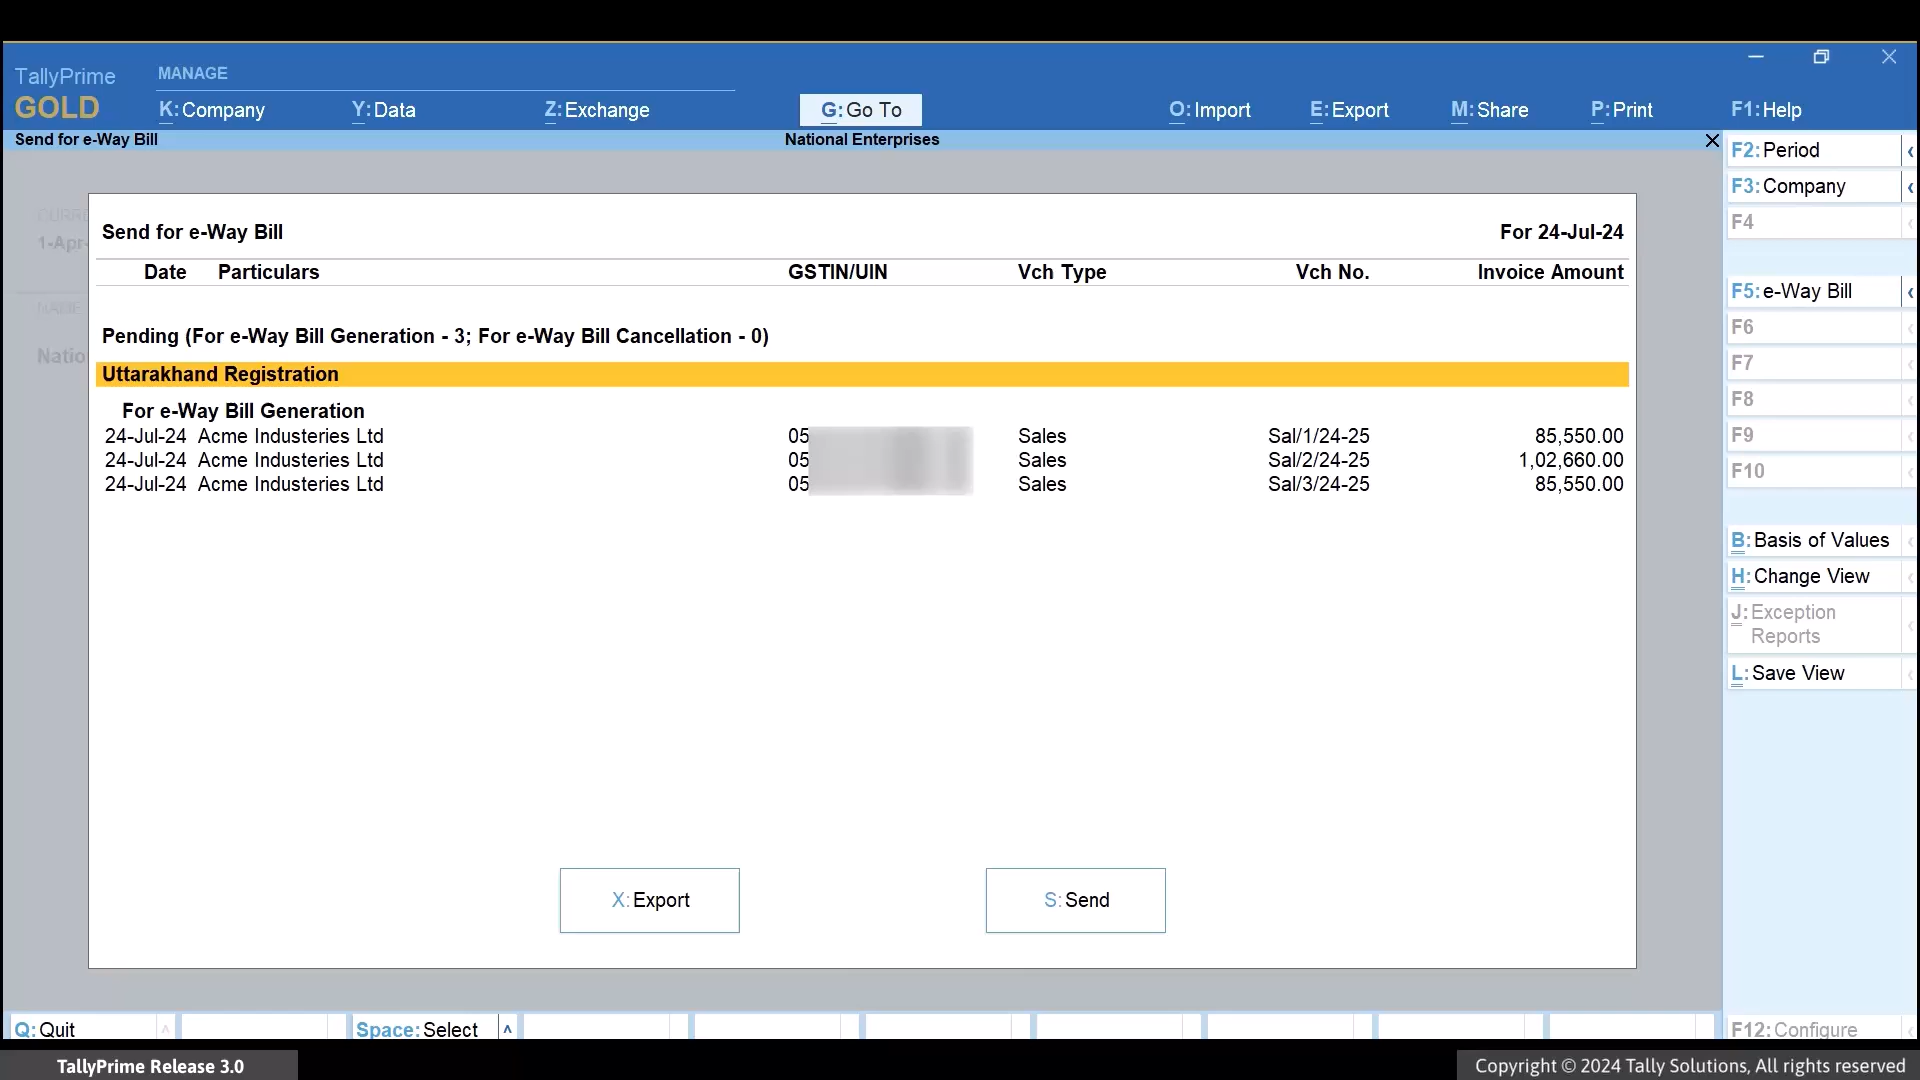 TallyPrime
MANAGE
GOLD
K:Company Y:Data Z:Exchange G:Go To O:Import E:Export M:Share P:Print F1:Help
Send for e-Way Bill National Enterprises
F2:Period
F3:Company
F4
F5:e-Way Bill
F6
F7
F8
F9
F10
B:Basis of Values
H:Change View
J:Exception
Reports
L:Save View
F12:Configure
CURRE
1-Apr-
NAME
Natio
Send for e-Way Bill For 24-Jul-24
Date Particulars GSTIN/UIN Vch Type Vch No. Invoice Amount
Pending (For e-Way Bill Generation - 3; For e-Way Bill Cancellation - 0)
Uttarakhand Registration
For e-Way Bill Generation
24-Jul-24 Acme Industeries Ltd 05 Sales Sal/1/24-25 85,550.00
24-Jul-24 Acme Industeries Ltd 05 Sales Sal/2/24-25 1,02,660.00
24-Jul-24 Acme Industeries Ltd 05 Sales Sal/3/24-25 85,550.00
X:Export S:Send
Q:Quit Space:Select
TallyPrime Release 3.0 Copyright © 2024 Tally Solutions, All rights reserved